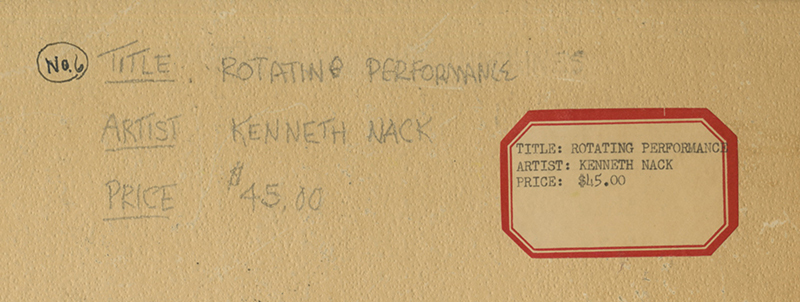 No. 6
TITLE ROTATING PERFORMANCE
ARTIST KENNETH NACK
PRICE $45.00
TITLE: ROTATING PERFORMANCE
ARTIST: KENNETH NACK
PRICE: $45.00